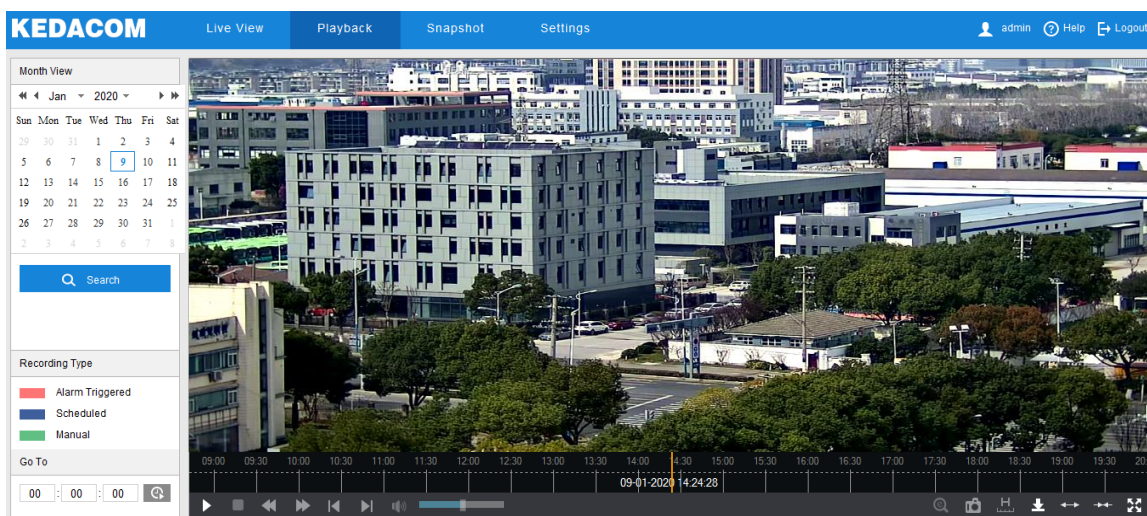 KEDACOM Live View Playback Snapshot Settings admin Help Logout
Month View
Jan 2020
Sun Mon Tue Wed Thu Fri Sat
29 30 31 1 2 3 4
5 6 7 8 9 10 11
12 13 14 15 16 17 18
19 20 21 22 23 24 25
26 27 28 29 30 31 1
2 3 4 5 6 7 8
Search
Recording Type
Alarm Triggered
Scheduled
Manual
Go To
00 : 00 : 00
09:00 09:30 10:00 10:30 11:00 11:30 12:00 12:30 13:00 13:30 14:00 14:30 15:00 15:30 16:00 16:30 17:00 17:30 18:00 18:30 19:00 19:30 20
09-01-2020 14:24:28
H